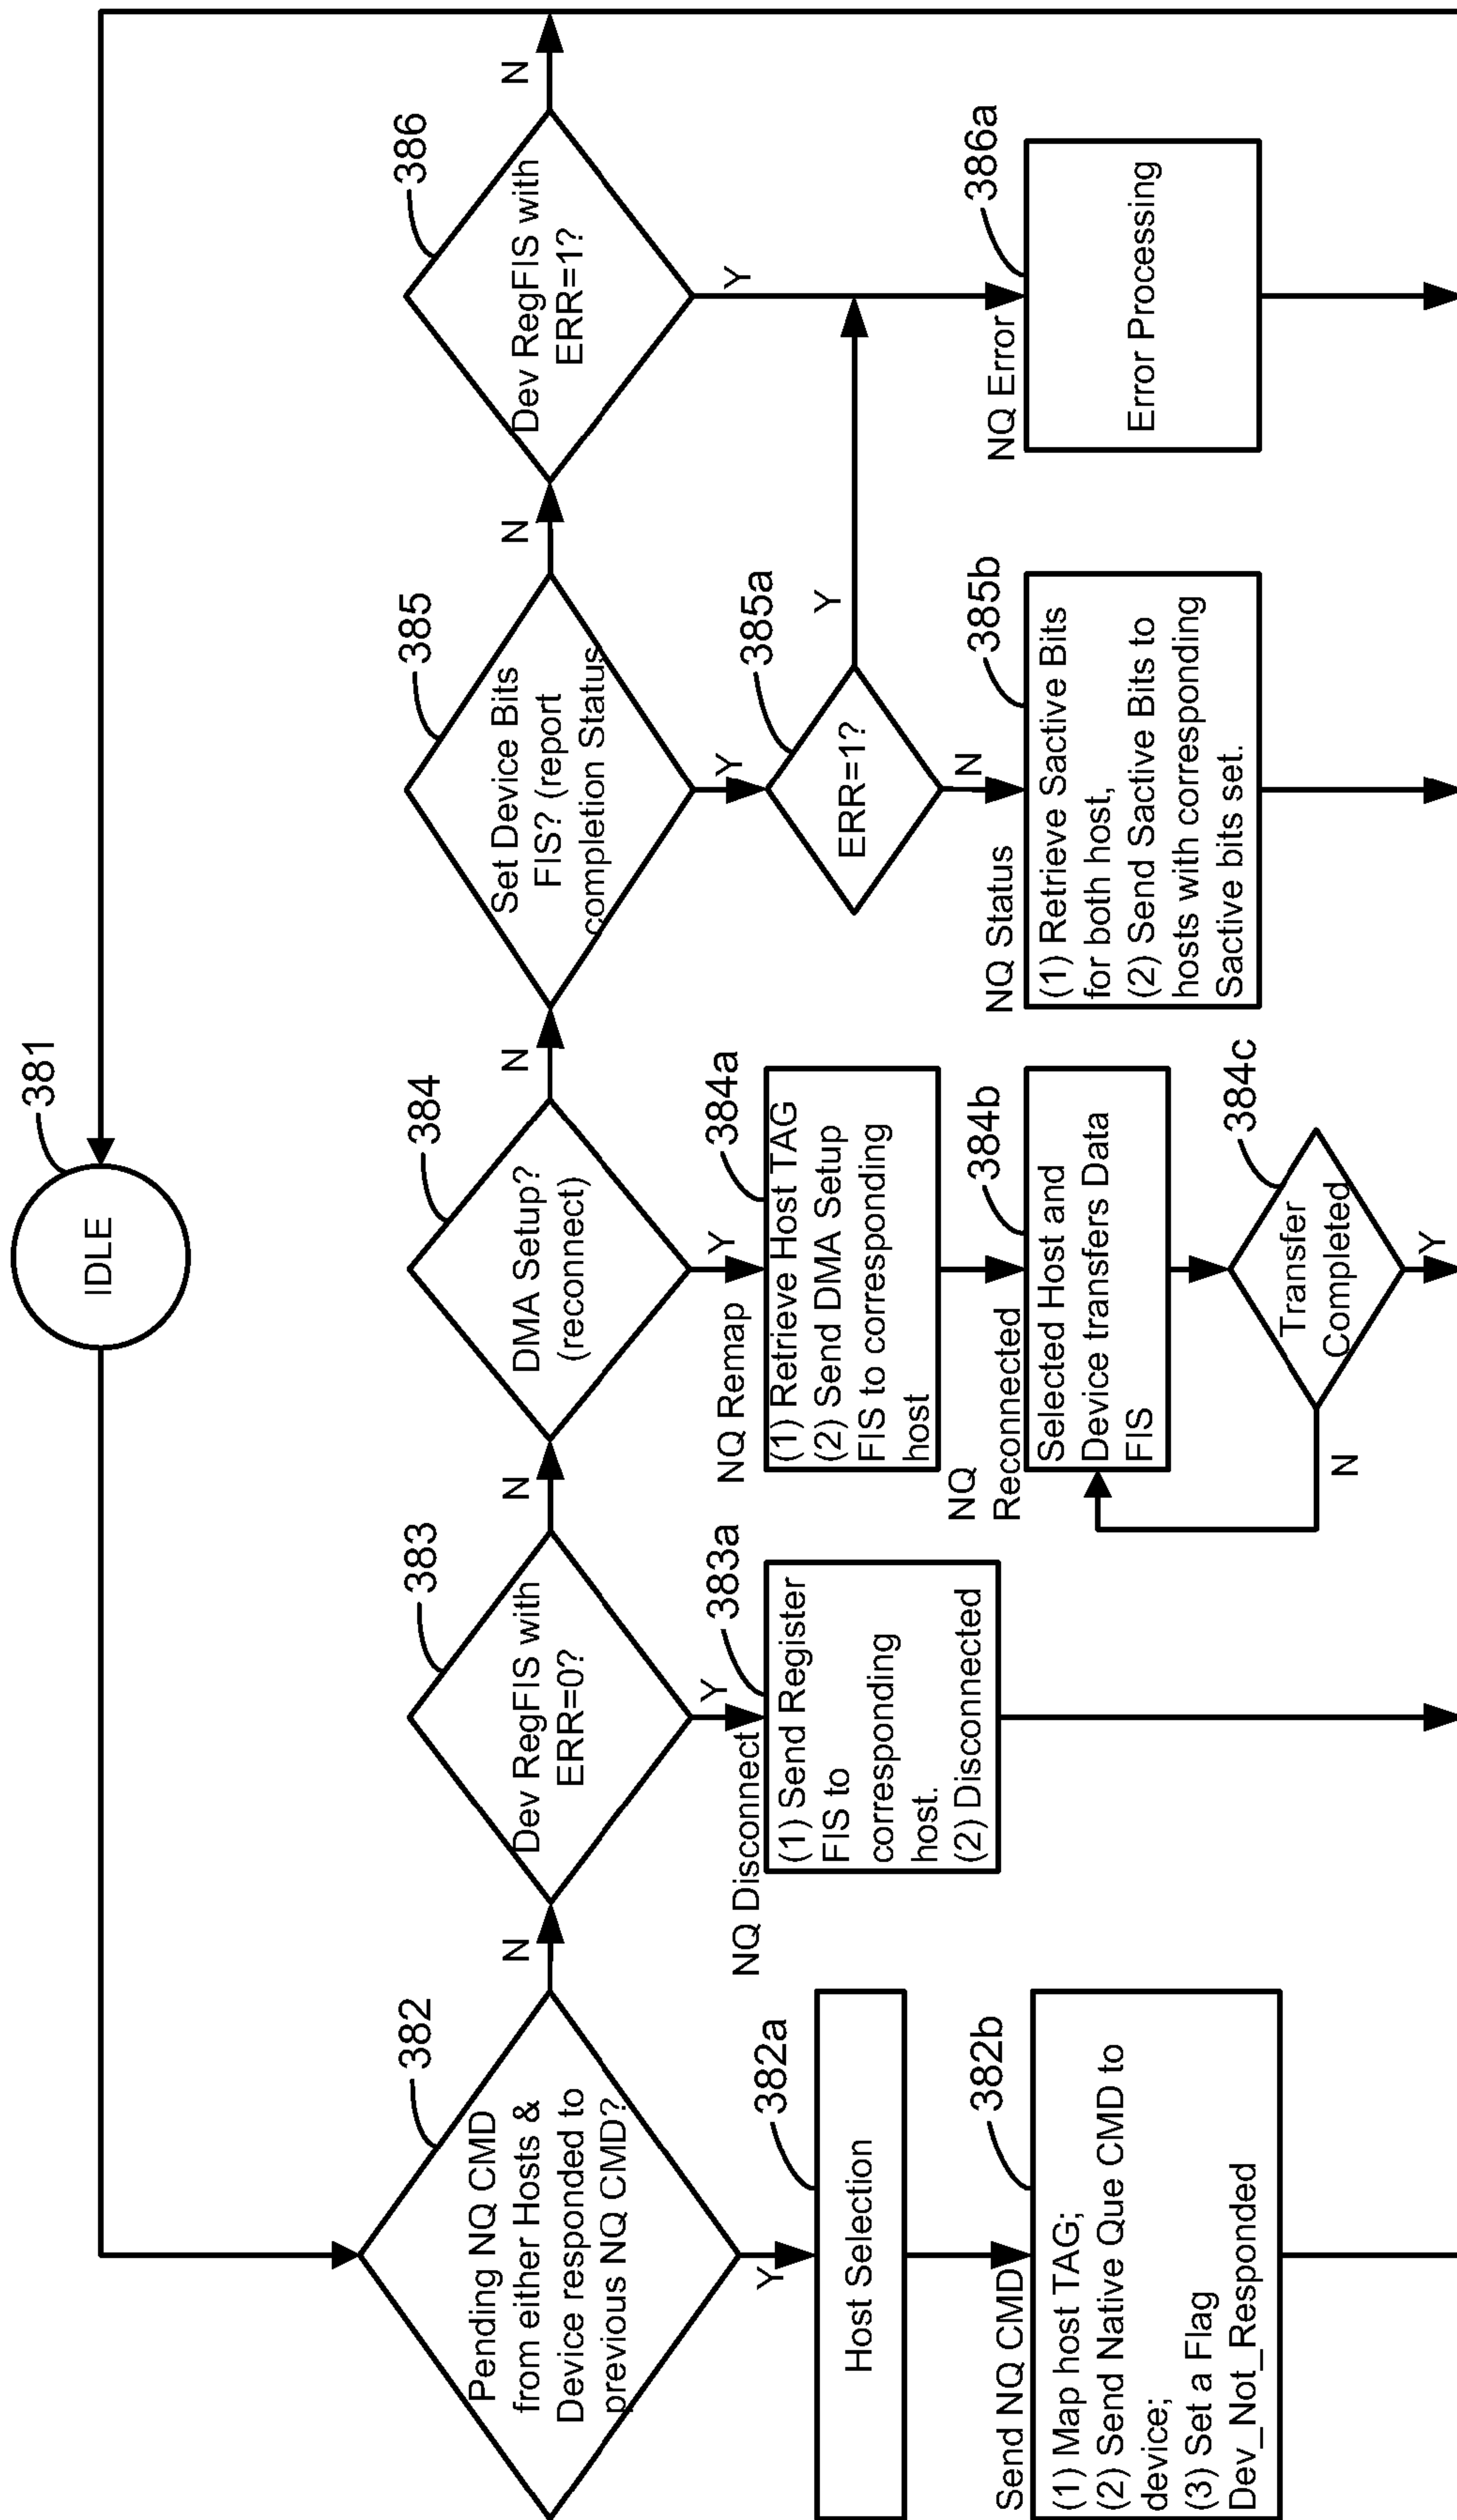 381
IDLE
382
Pending NQ CMD
from either Hosts &
Device responded to
previous NQ CMD?
N
Y
382a
Host Selection
Send NQ CMD
382b
(1) Map host TAG;
(2) Send Native Que CMD to
device;
(3) Set a Flag
Dev_Not_Responded
383
Dev RegFIS with
ERR=0?
N
Y
NQ Disconnect
383a
(1) Send Register
FIS to
corresponding
host.
(2) Disconnected
384
DMA Setup?
(reconnect)
N
Y
NQ Remap
384a
(1) Retrieve Host TAG
(2) Send DMA Setup
FIS to corresponding
host
NQ
Reconnected
384b
Selected Host and
Device transfers Data
FIS
384c
Transfer
Completed
N
Y
385
Set Device Bits
FIS? (report
completion Status
N
Y
385a
ERR=1?
Y
N
NQ Status
385b
(1) Retrieve Sactive Bits
for both host,
(2) Send Sactive Bits to
hosts with corresponding
Sactive bits set.
386
Dev RegFIS with
ERR=1?
N
Y
NQ Error
386a
Error Processing